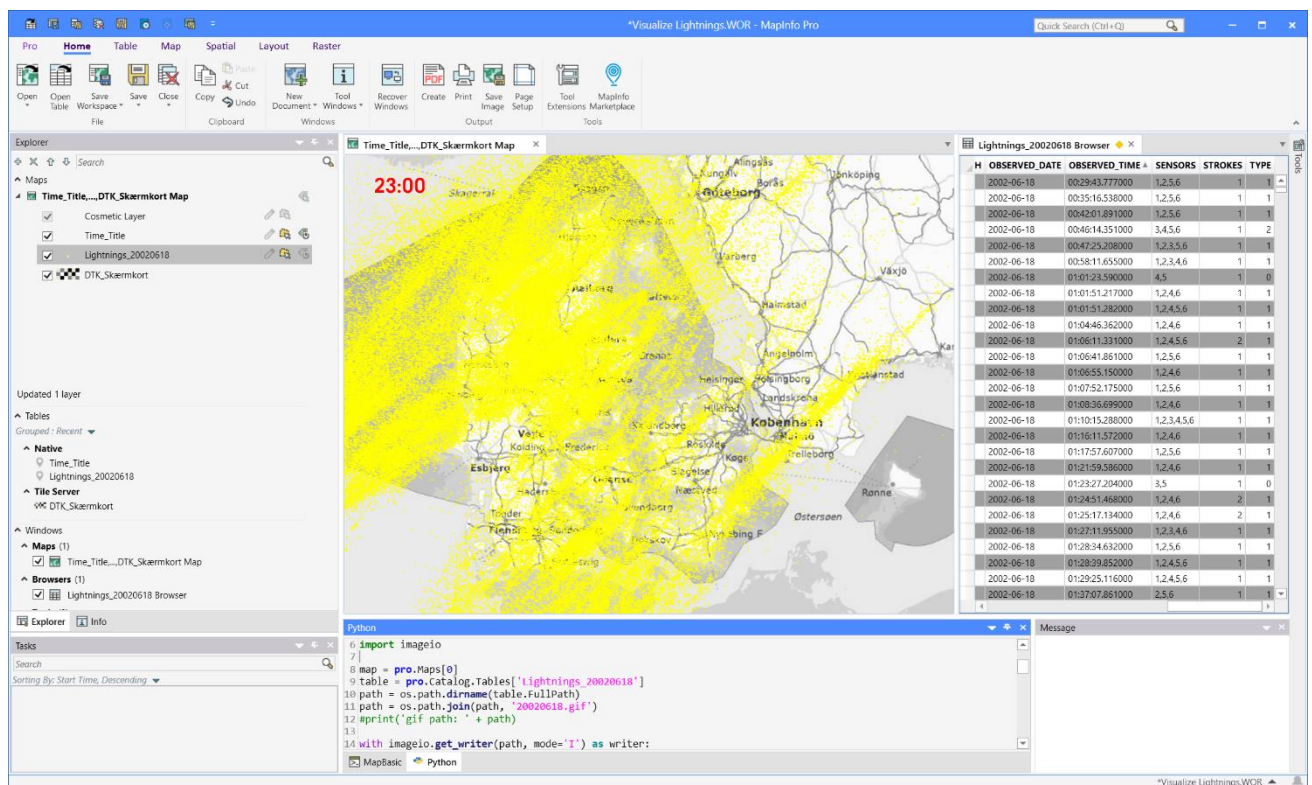 *Visualize Lightnings.WOR - MapInfo Pro
Quick Search (Ctrl+Q)
Pro Home Table Map Spatial Layout Raster
Open
Open Table
Save Workspace
Save
Close
Copy
Paste
Cut
Undo
New Document
Tool Windows
Recover Windows
Create
Print
Save Image
Page Setup
Tool Extensions
MapInfo Marketplace
File Clipboard Windows Output Tools
Explorer
Search
Maps
Time_Title,...,DTK_Skærmkort Map
Cosmetic Layer
Time_Title
Lightnings_20020618
DTK_Skærmkort
Updated 1 layer
Tables
Grouped : Recent
Native
Time_Title
Lightnings_20020618
Tile Server
DTK_Skærmkort
Windows
Maps (1)
Time_Title,...,DTK_Skærmkort Map
Browsers (1)
Lightnings_20020618 Browser
Explorer Info
Tasks
Search
Sorting By: Start Time, Descending
Time_Title,...,DTK_Skærmkort Map
23:00
Alingsås
Jönköping
Borås
Göteborg
Varberg
Växjö
Halmstad
Ängelholm
Helsingborg
Landskrona
København
Trelleborg
Roskilde
Køge
Slagelse
Næstved
Esbjerg
Kolding
Tønder
Rønne
Østersøen
Lightnings_20020618 Browser
Tools
H OBSERVED_DATE OBSERVED_TIME SENSORS STROKES TYPE
2002-06-18 00:29:43.777000 1,2,5,6 1 1
2002-06-18 00:35:16.538000 1,2,5,6 1 1
2002-06-18 00:42:01.891000 1,2,5,6 1 1
2002-06-18 00:46:14.351000 3,4,5,6 1 2
2002-06-18 00:47:25.208000 1,2,3,5,6 1 1
2002-06-18 00:58:11.655000 1,2,3,4,6 1 1
2002-06-18 01:01:23.590000 4,5 1 0
2002-06-18 01:01:51.217000 1,2,4,6 1 1
2002-06-18 01:01:51.282000 1,2,4,5,6 1 1
2002-06-18 01:04:46.362000 1,2,4,6 1 1
2002-06-18 01:06:11.331000 1,2,4,5,6 2 1
2002-06-18 01:06:41.861000 1,2,5,6 1 1
2002-06-18 01:06:55.150000 1,2,4,6 1 1
2002-06-18 01:07:52.175000 1,2,5,6 1 1
2002-06-18 01:08:36.699000 1,2,4,6 1 1
2002-06-18 01:10:15.288000 1,2,3,4,5,6 1 1
2002-06-18 01:16:11.572000 1,2,4,6 1 1
2002-06-18 01:17:57.607000 1,2,5,6 1 1
2002-06-18 01:21:59.586000 1,2,4,6 1 1
2002-06-18 01:23:27.204000 3,5 1 0
2002-06-18 01:24:51.468000 1,2,4,6 2 1
2002-06-18 01:25:17.134000 1,2,4,6 2 1
2002-06-18 01:27:11.955000 1,2,3,4,6 1 1
2002-06-18 01:28:34.632000 1,2,5,6 1 1
2002-06-18 01:28:39.852000 1,2,4,5,6 1 1
2002-06-18 01:29:25.116000 1,2,4,5,6 1 1
2002-06-18 01:37:07.861000 2,5,6 1 1
Python
6 import imageio
7
8 map = pro.Maps[0]
9 table = pro.Catalog.Tables['Lightnings_20020618']
10 path = os.path.dirname(table.FullPath)
11 path = os.path.join(path, '20020618.gif')
12 #print('gif path: ' + path)
13
14 with imageio.get_writer(path, mode='I') as writer:
MapBasic Python
Message
*Visualize Lightnings.WOR